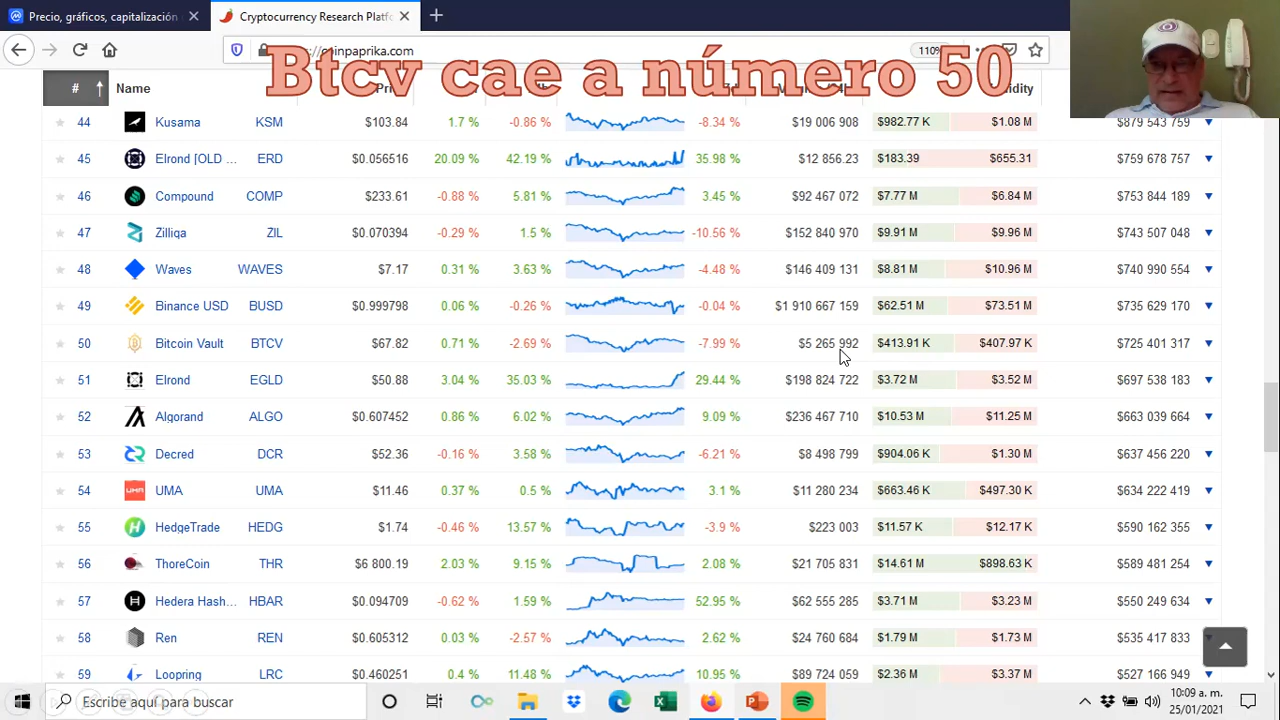 Precio, gráficos, capitalización
Cryptocurrency Research Platfo
inpaprika.com
110%
Btcv cae a número 50
# Name
44 Kusama KSM $103.84 1.7 % -0.86 % -8.34 % $19 006 908 $982.77 K $1.08 M $879 543 759
45 Elrond [OLD ... ERD $0.056516 20.09 % 42.19 % 35.98 % $12 856.23 $183.39 $655.31 $759 678 757
46 Compound COMP $233.61 -0.88 % 5.81 % 3.45 % $92 467 072 $7.77 M $6.84 M $753 844 189
47 Zilliqa ZIL $0.070394 -0.29 % 1.5 % -10.56 % $152 840 970 $9.91 M $9.96 M $743 507 048
48 Waves WAVES $7.17 0.31 % 3.63 % -4.48 % $146 409 131 $8.81 M $10.96 M $740 990 554
49 Binance USD BUSD $0.999798 0.06 % -0.26 % -0.04 % $1 910 667 159 $62.51 M $73.51 M $735 629 170
50 Bitcoin Vault BTCV $67.82 0.71 % -2.69 % -7.99 % $5 265 992 $413.91 K $407.97 K $725 401 317
51 Elrond EGLD $50.88 3.04 % 35.03 % 29.44 % $198 824 722 $3.72 M $3.52 M $697 538 183
52 Algorand ALGO $0.607452 0.86 % 6.02 % 9.09 % $236 467 710 $10.53 M $11.25 M $663 039 664
53 Decred DCR $52.36 -0.16 % 3.58 % -6.21 % $8 498 799 $904.06 K $1.30 M $637 456 220
54 UMA UMA $11.46 0.37 % 0.5 % 3.1 % $11 280 234 $663.46 K $497.30 K $634 222 419
55 HedgeTrade HEDG $1.74 -0.46 % 13.57 % -3.9 % $223 003 $11.57 K $12.17 K $590 162 355
56 ThoreCoin THR $6 800.19 2.03 % 9.15 % 2.08 % $21 705 831 $14.61 M $898.63 K $589 481 254
57 Hedera Hash... HBAR $0.094709 -0.62 % 1.59 % 52.95 % $62 555 285 $3.71 M $3.23 M $550 249 634
58 Ren REN $0.605312 0.03 % -2.57 % 2.62 % $24 760 684 $1.79 M $1.73 M $535 417 833
59 Loopring LRC $0.460251 0.4 % 11.48 % 10.95 % $89 724 059 $2.36 M $3.37 M $527 166 949
Escribe aquí para buscar
10:09 a. m.
25/01/2021